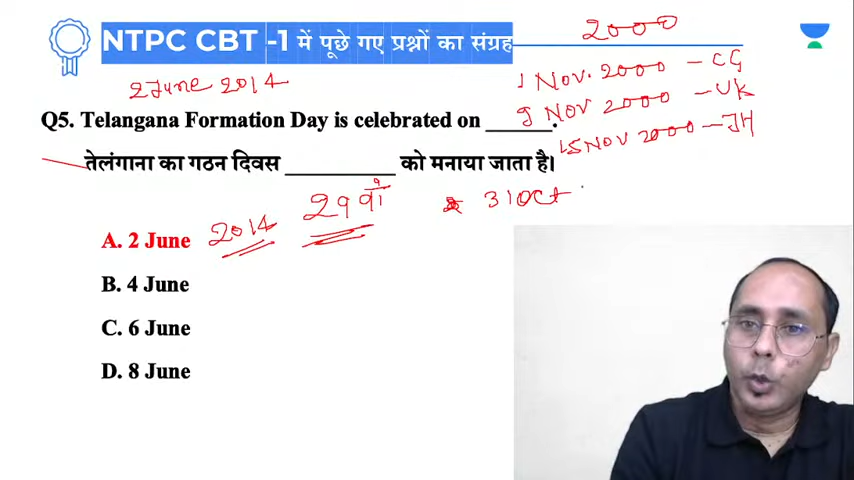 NTPC CBT -1 में पूछे गए प्रश्नों का संग्रह
2000
2 June 2014
1 Nov. 2000 - CG
9 Nov 2000 - UK
15 Nov 2000 - JH
Q5. Telangana Formation Day is celebrated on _______.
तेलंगाना का गठन दिवस __________ को मनाया जाता है।
31 Oct
A. 2 June 2014 29वां
B. 4 June
C. 6 June
D. 8 June